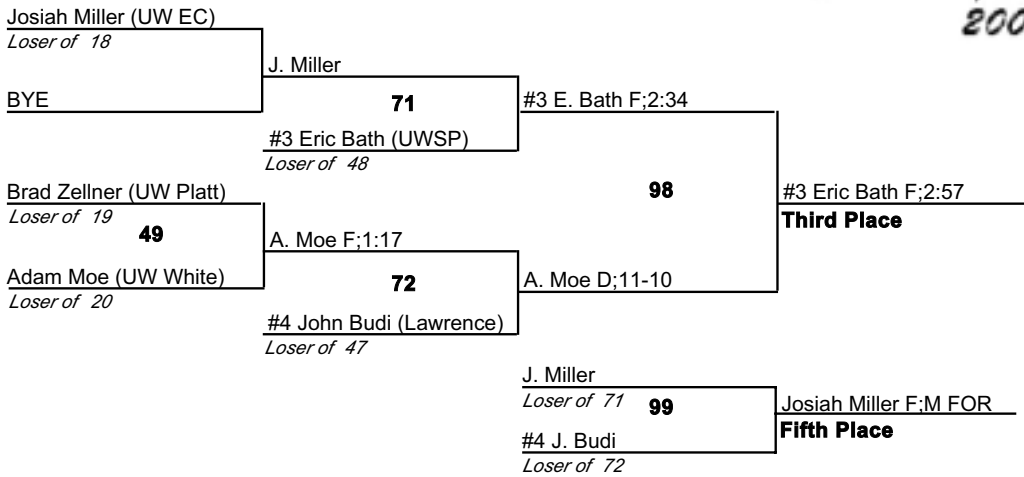 200
Josiah Miller (UW EC)
Loser of 18
J. Miller
BYE
71
#3 E. Bath F;2:34
#3 Eric Bath (UWSP)
Loser of 48
98
Brad Zellner (UW Platt)
#3 Eric Bath F;2:57
Loser of 19
Third Place
49
A. Moe F;1:17
Adam Moe (UW White)
72
A. Moe D;11-10
Loser of 20
#4 John Budi (Lawrence)
Loser of 47
J. Miller
Loser of 71
99
Josiah Miller F;M FOR
Fifth Place
#4 J. Budi
Loser of 72